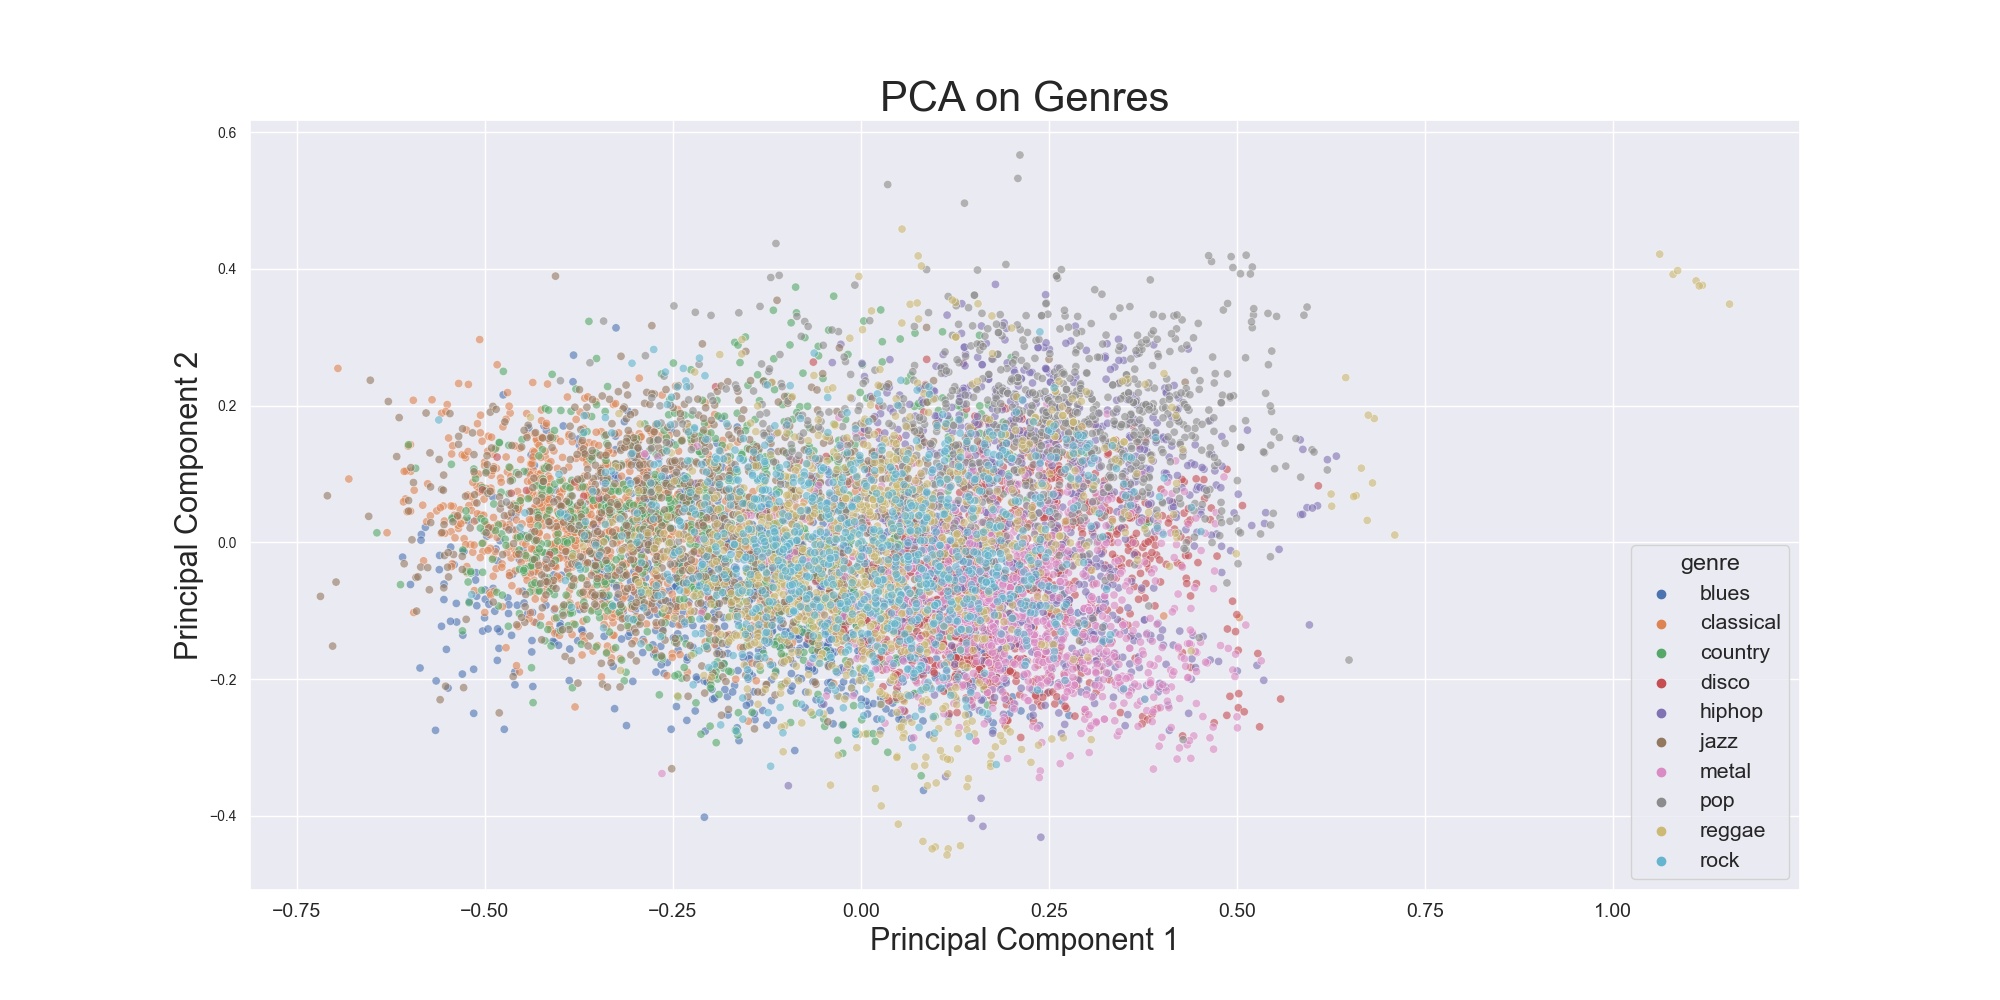 PCA on Genres
0.6
0.4
0.2
0.0
−0.2
−0.4
Principal Component 2
−0.75 −0.50 −0.25 0.00 0.25 0.50 0.75 1.00
Principal Component 1
genre
blues
classical
country
disco
hiphop
jazz
metal
pop
reggae
rock